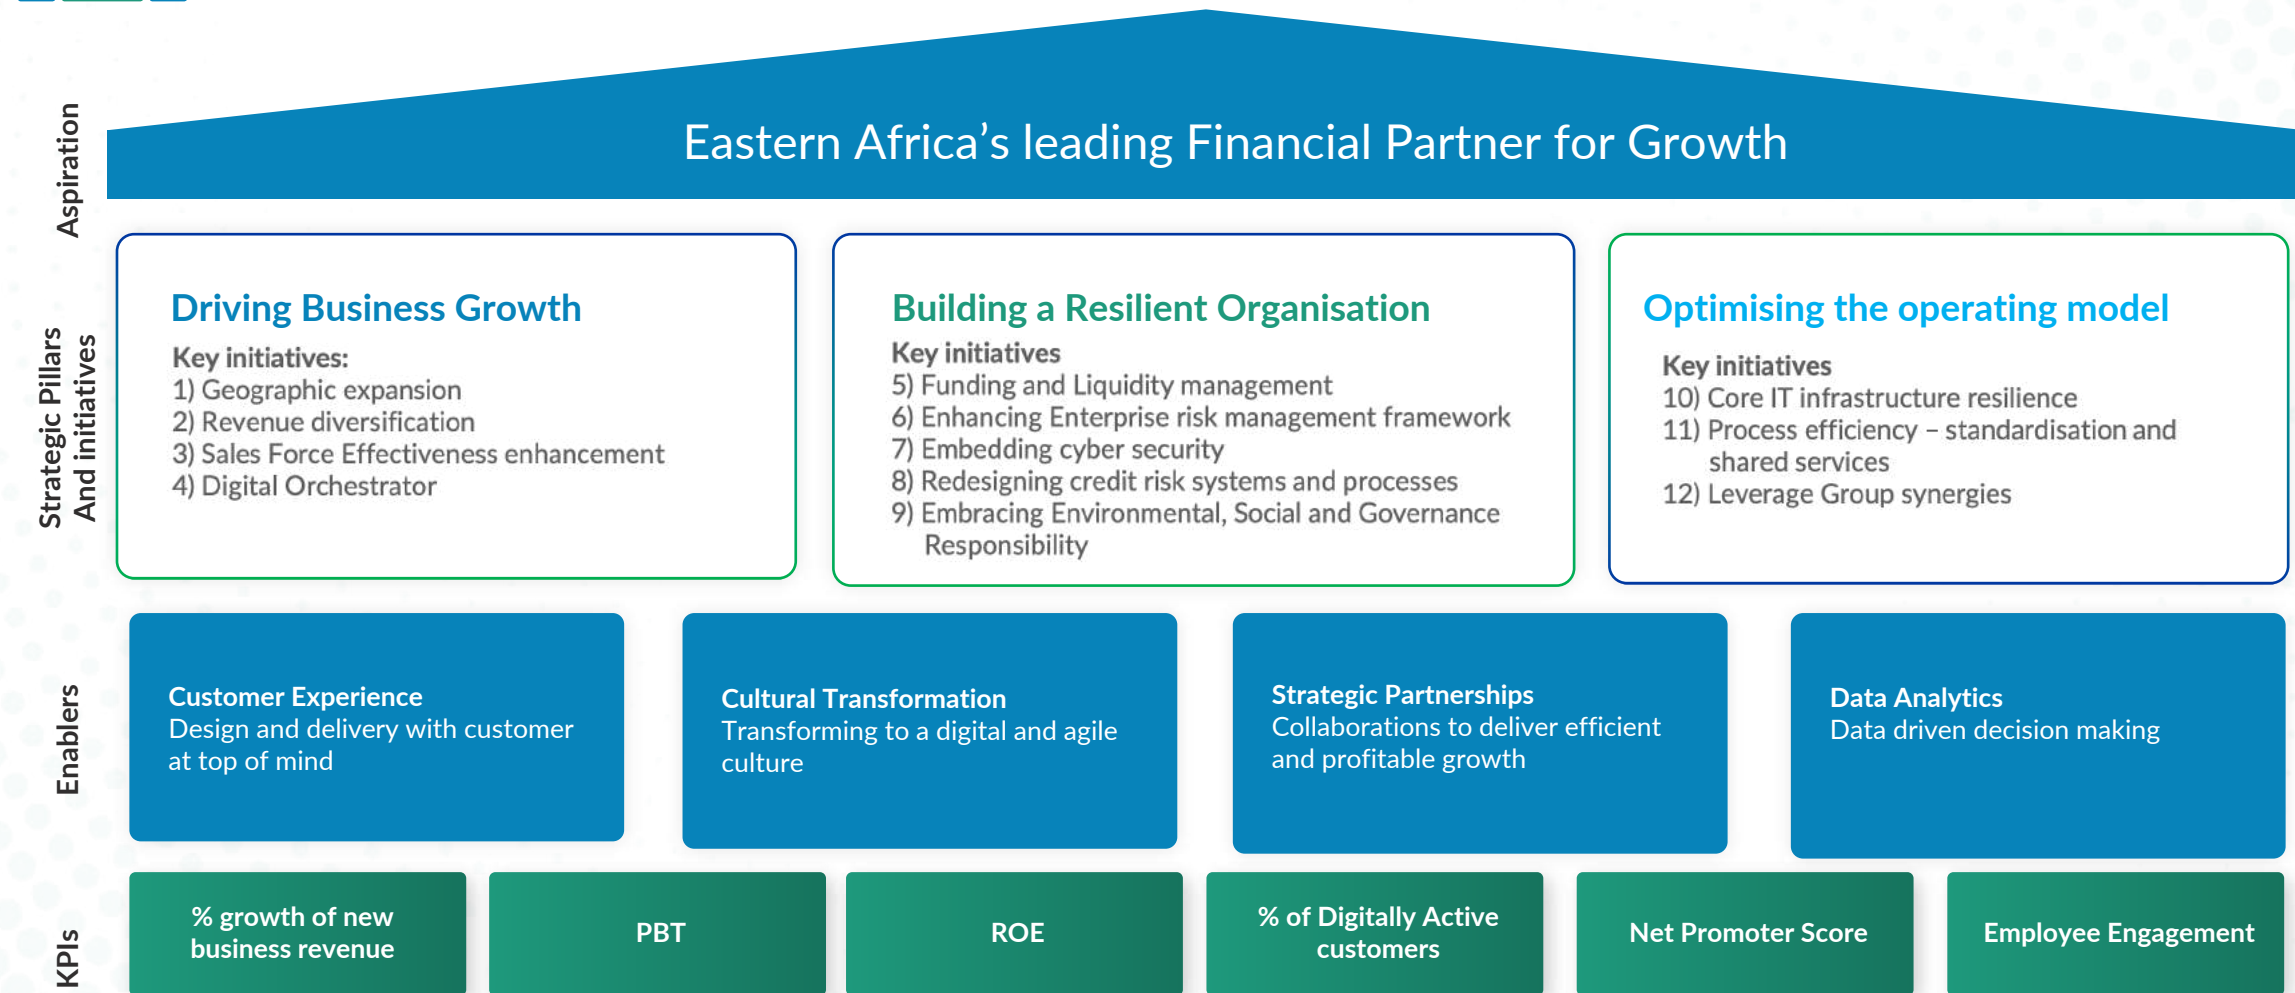 Aspiration
Eastern Africa’s leading Financial Partner for Growth
Strategic Pillars
And initiatives
Driving Business Growth
Key initiatives:
1) Geographic expansion
2) Revenue diversification
3) Sales Force Effectiveness enhancement
4) Digital Orchestrator
Building a Resilient Organisation
Key initiatives
5) Funding and Liquidity management
6) Enhancing Enterprise risk management framework
7) Embedding cyber security
8) Redesigning credit risk systems and processes
9) Embracing Environmental, Social and Governance
Responsibility
Optimising the operating model
Key initiatives
10) Core IT infrastructure resilience
11) Process efficiency – standardisation and
shared services
12) Leverage Group synergies
Enablers
Customer Experience
Design and delivery with customer
at top of mind
Cultural Transformation
Transforming to a digital and agile
culture
Strategic Partnerships
Collaborations to deliver efficient
and profitable growth
Data Analytics
Data driven decision making
KPIs
% growth of new
business revenue
PBT
ROE
% of Digitally Active
customers
Net Promoter Score
Employee Engagement